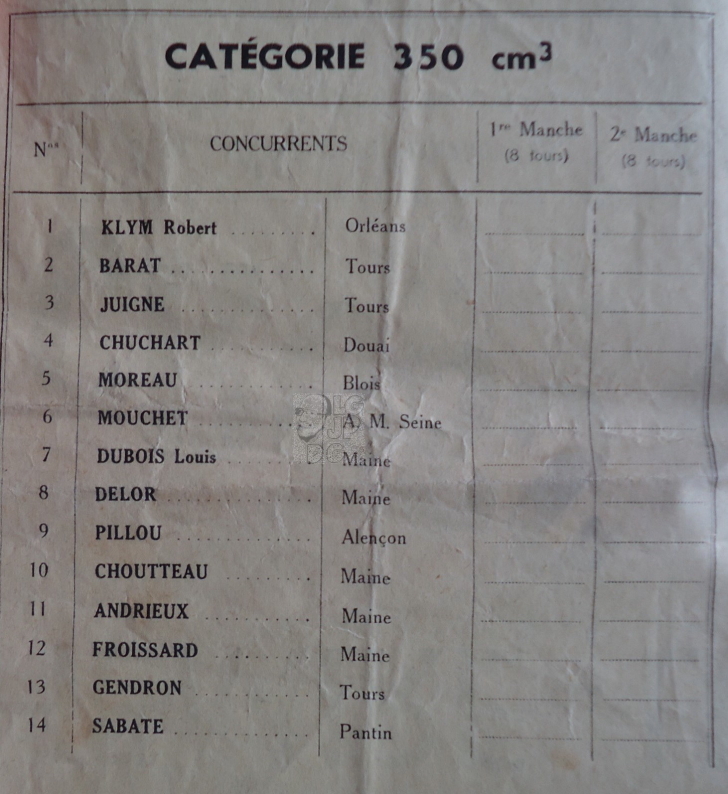 CATÉGORIE 350 cm³
Nos CONCURRENTS 1re Manche (8 tours) 2e Manche (8 tours)
1 KLYM Robert Orléans
2 BARAT Tours
3 JUIGNE Tours
4 CHUCHART Douai
5 MOREAU Blois
6 MOUCHET A. M. Seine
7 DUBOIS Louis Maine
8 DELOR Maine
9 PILLOU Alençon
10 CHOUTTEAU Maine
11 ANDRIEUX Maine
12 FROISSARD Maine
13 GENDRON Tours
14 SABATE Pantin